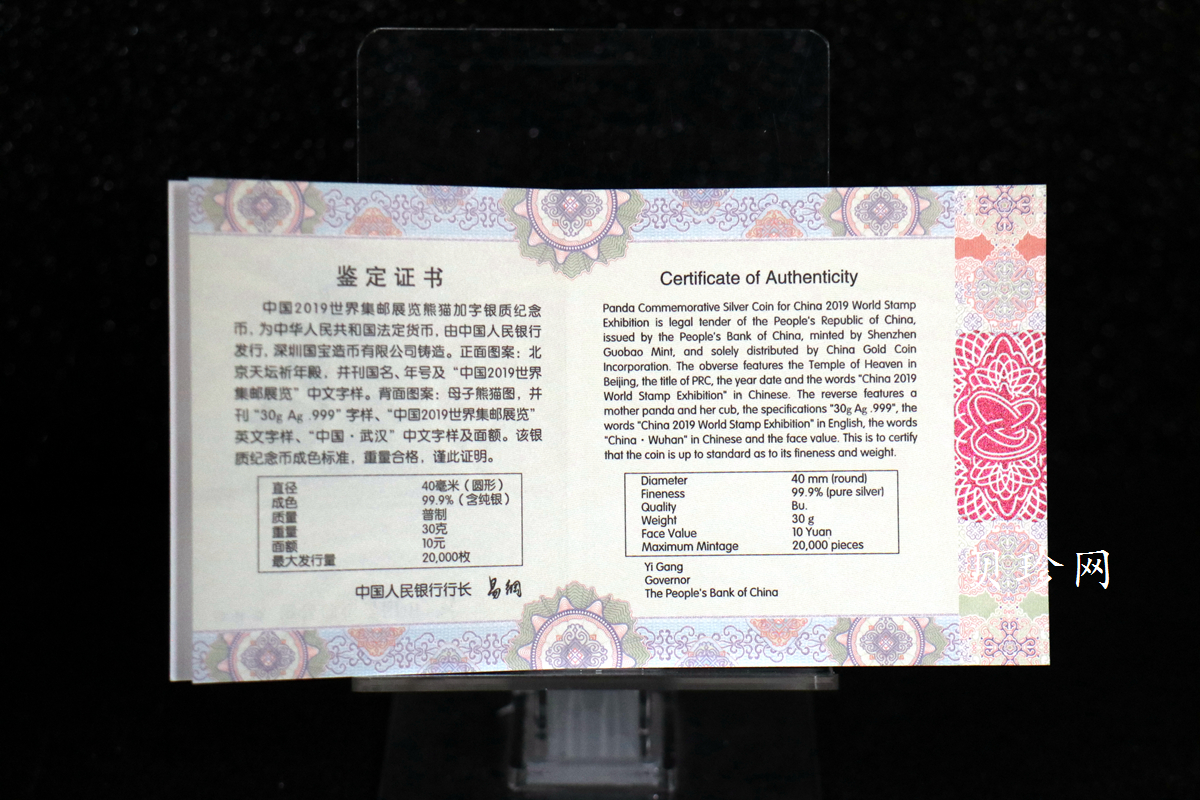 鉴定证书
中国2019世界集邮展览熊猫加字银质纪念
币，为中华人民共和国法定货币，由中国人民银行
发行，深圳国宝造币有限公司铸造。正面图案：北
京天坛祈年殿，并刊国名、年号及“中国2019世界
集邮展览”中文字样。背面图案：母子熊猫图，并
刊“30g Ag .999”字样、“中国2019世界集邮展览”
英文字样、“中国·武汉”中文字样及面额。该银
质纪念币成色标准，重量合格，谨此证明。
直径 40毫米（圆形）
成色 99.9%（含纯银）
质量 普制
重量 30克
面额 10元
最大发行量 20,000枚
中国人民银行行长 易纲
Certificate of Authenticity
Panda Commemorative Silver Coin for China 2019 World Stamp
Exhibition is legal tender of the People's Republic of China,
issued by the People's Bank of China, minted by Shenzhen
Guobao Mint, and solely distributed by China Gold Coin
Incorporation. The obverse features the Temple of Heaven in
Beijing, the title of PRC, the year date and the words "China 2019
World Stamp Exhibition" in Chinese. The reverse features a
mother panda and her cub, the specifications "30g Ag .999", the
words "China 2019 World Stamp Exhibition" in English, the words
"China · Wuhan" in Chinese and the face value. This is to certify
that the coin is up to standard as to its fineness and weight.
Diameter 40 mm (round)
Fineness 99.9% (pure silver)
Quality Bu.
Weight 30 g
Face Value 10 Yuan
Maximum Mintage 20,000 pieces
Yi Gang
Governor
The People's Bank of China
贝珍网